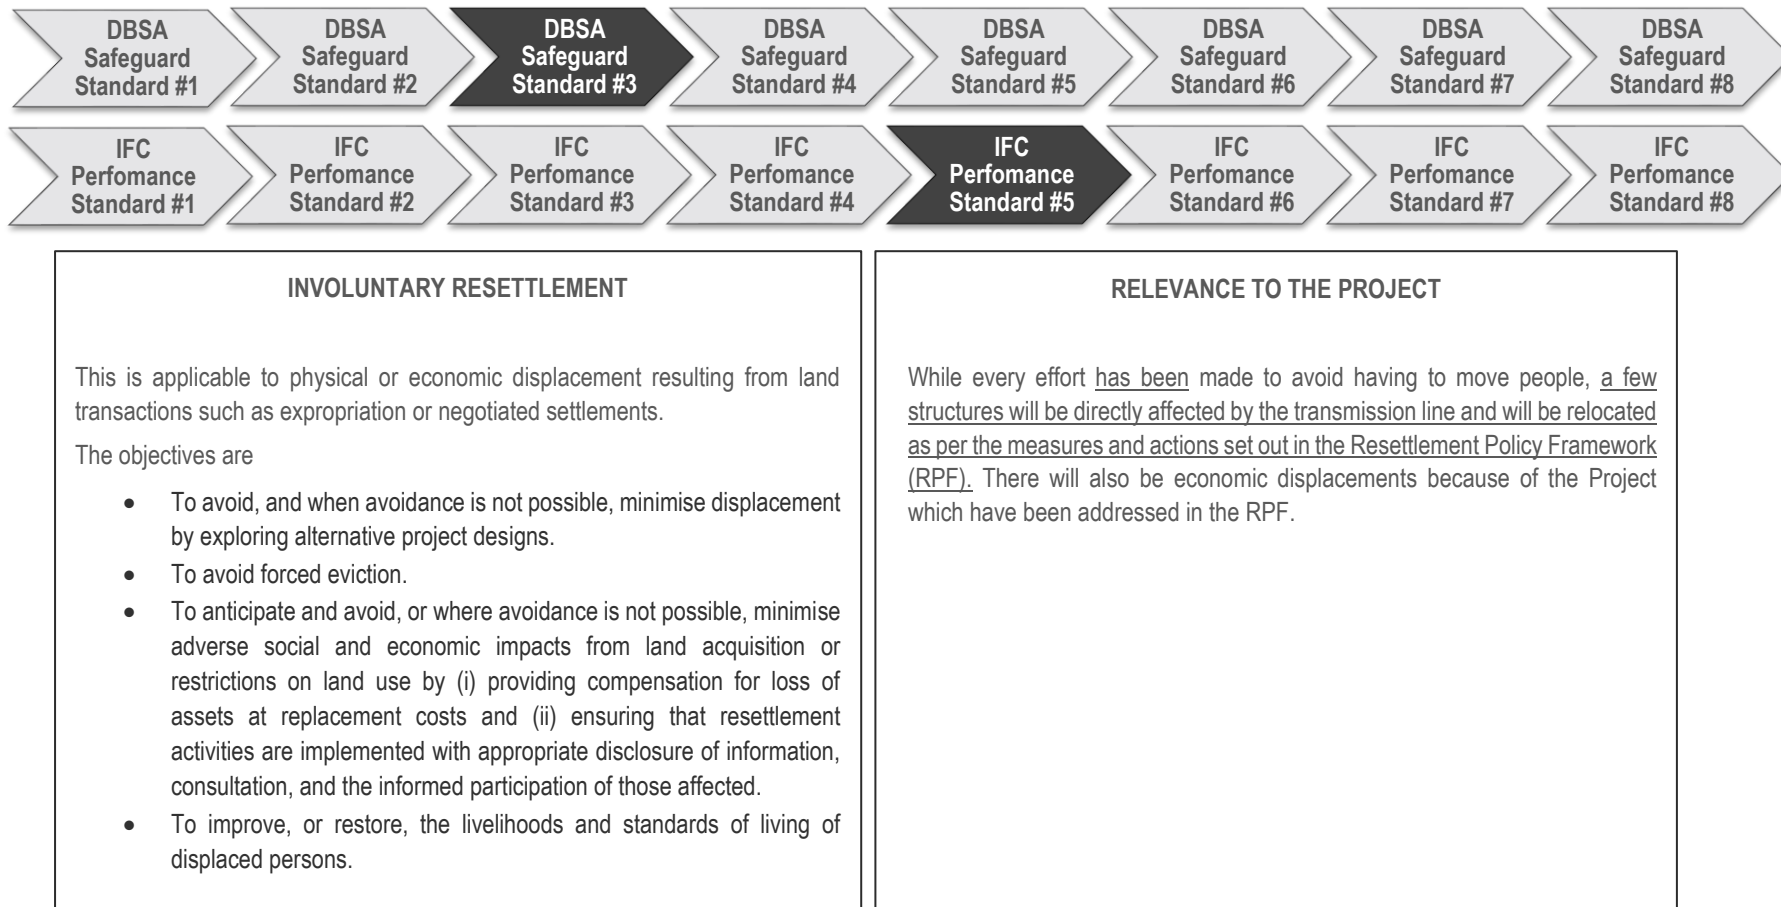 DBSA
Safeguard
Standard #1
DBSA
Safeguard
Standard #2
DBSA
Safeguard
Standard #3
DBSA
Safeguard
Standard #4
DBSA
Safeguard
Standard #5
DBSA
Safeguard
Standard #6
DBSA
Safeguard
Standard #7
DBSA
Safeguard
Standard #8
IFC
Perfomance
Standard #1
IFC
Perfomance
Standard #2
IFC
Perfomance
Standard #3
IFC
Perfomance
Standard #4
IFC
Perfomance
Standard #5
IFC
Perfomance
Standard #6
IFC
Perfomance
Standard #7
IFC
Perfomance
Standard #8
INVOLUNTARY RESETTLEMENT
This is applicable to physical or economic displacement resulting from land
transactions such as expropriation or negotiated settlements.
The objectives are
• To avoid, and when avoidance is not possible, minimise displacement
by exploring alternative project designs.
• To avoid forced eviction.
• To anticipate and avoid, or where avoidance is not possible, minimise
adverse social and economic impacts from land acquisition or
restrictions on land use by (i) providing compensation for loss of
assets at replacement costs and (ii) ensuring that resettlement
activities are implemented with appropriate disclosure of information,
consultation, and the informed participation of those affected.
• To improve, or restore, the livelihoods and standards of living of
displaced persons.
RELEVANCE TO THE PROJECT
While every effort has been made to avoid having to move people, a few
structures will be directly affected by the transmission line and will be relocated
as per the measures and actions set out in the Resettlement Policy Framework
(RPF). There will also be economic displacements because of the Project
which have been addressed in the RPF.